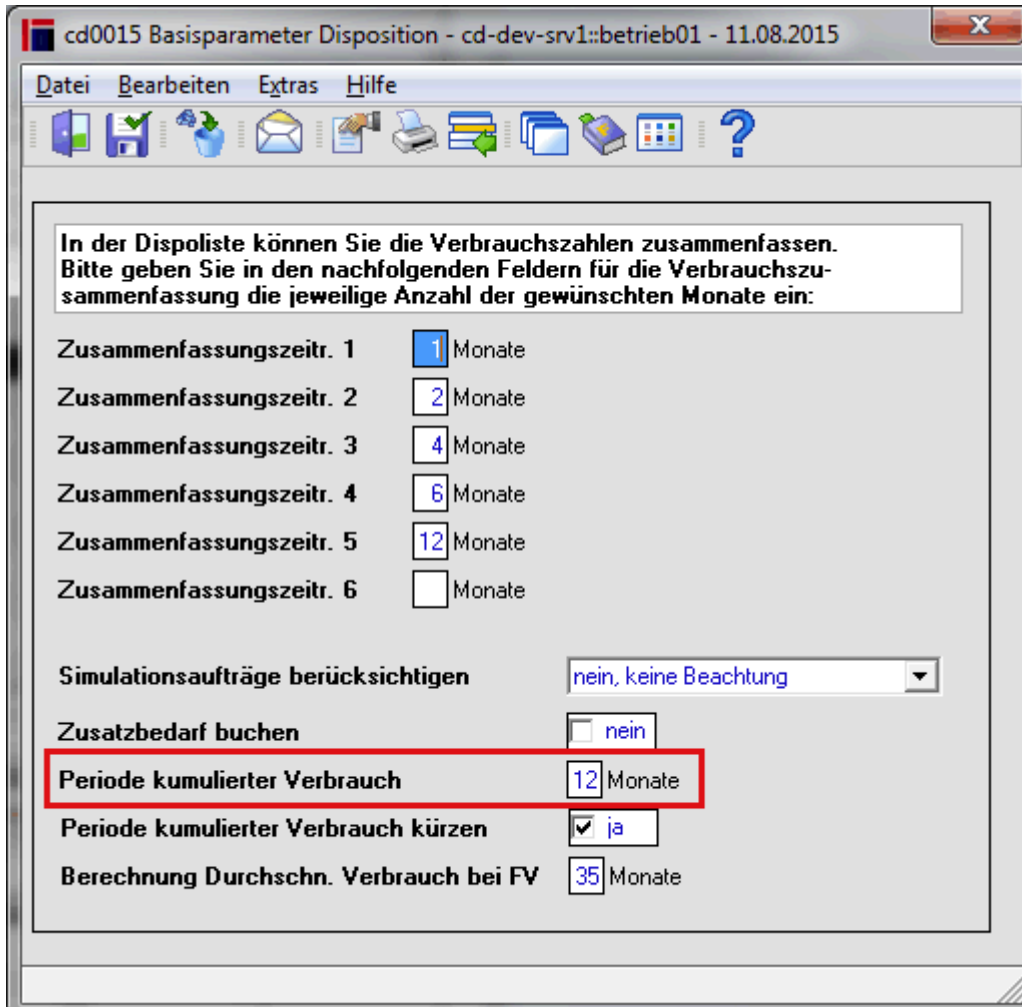 cd0015 Basisparameter Disposition - cd-dev-srv1::betrieb01 - 11.08.2015
Datei Bearbeiten Extras Hilfe
In der Dispoliste können Sie die Verbrauchszahlen zusammenfassen.
Bitte geben Sie in den nachfolgenden Feldern für die Verbrauchszu-
sammenfassung die jeweilige Anzahl der gewünschten Monate ein:
Zusammenfassungszeitr. 1 1 Monate
Zusammenfassungszeitr. 2 2 Monate
Zusammenfassungszeitr. 3 4 Monate
Zusammenfassungszeitr. 4 6 Monate
Zusammenfassungszeitr. 5 12 Monate
Zusammenfassungszeitr. 6 Monate
Simulationsaufträge berücksichtigen nein, keine Beachtung
Zusatzbedarf buchen nein
Periode kumulierter Verbrauch 12 Monate
Periode kumulierter Verbrauch kürzen ja
Berechnung Durchschn. Verbrauch bei FV 35 Monate